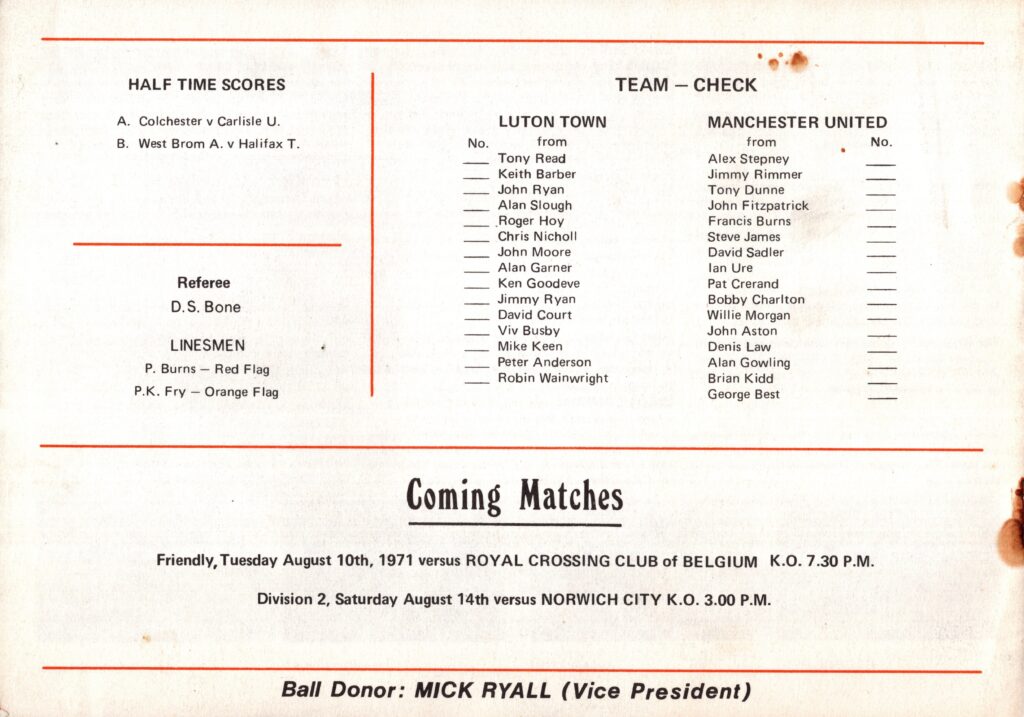 HALF TIME SCORES
A. Colchester v Carlisle U.
B. West Brom A. v Halifax T.
Referee
D.S. Bone
LINESMEN
P. Burns — Red Flag
P.K. Fry — Orange Flag
TEAM — CHECK
LUTON TOWN
No. from
Tony Read
Keith Barber
John Ryan
Alan Slough
Roger Hoy
Chris Nicholl
John Moore
Alan Garner
Ken Goodeve
Jimmy Ryan
David Court
Viv Busby
Mike Keen
Peter Anderson
Robin Wainwright
MANCHESTER UNITED
from No.
Alex Stepney
Jimmy Rimmer
Tony Dunne
John Fitzpatrick
Francis Burns
Steve James
David Sadler
Ian Ure
Pat Crerand
Bobby Charlton
Willie Morgan
John Aston
Denis Law
Alan Gowling
Brian Kidd
George Best
Coming Matches
Friendly, Tuesday August 10th, 1971 versus ROYAL CROSSING CLUB of BELGIUM K.O. 7.30 P.M.
Division 2, Saturday August 14th versus NORWICH CITY K.O. 3.00 P.M.
Ball Donor: MICK RYALL (Vice President)